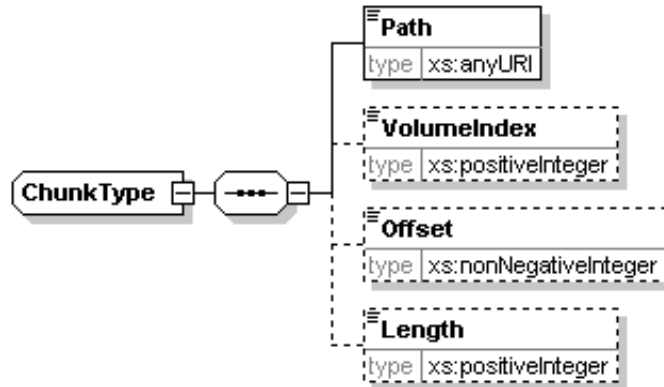 Path
type xs:anyURI
VolumeIndex
type xs:positiveInteger
ChunkType
Offset
type xs:nonNegativeInteger
Length
type xs:positiveInteger